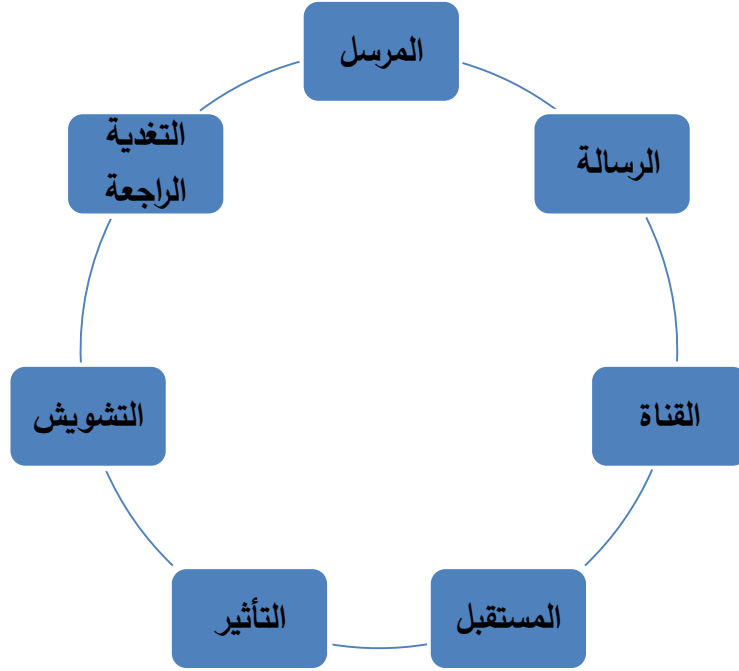 المرسل
الرسالة
القناة
المستقبل
التأثير
التشويش
التغدية
الراجعة